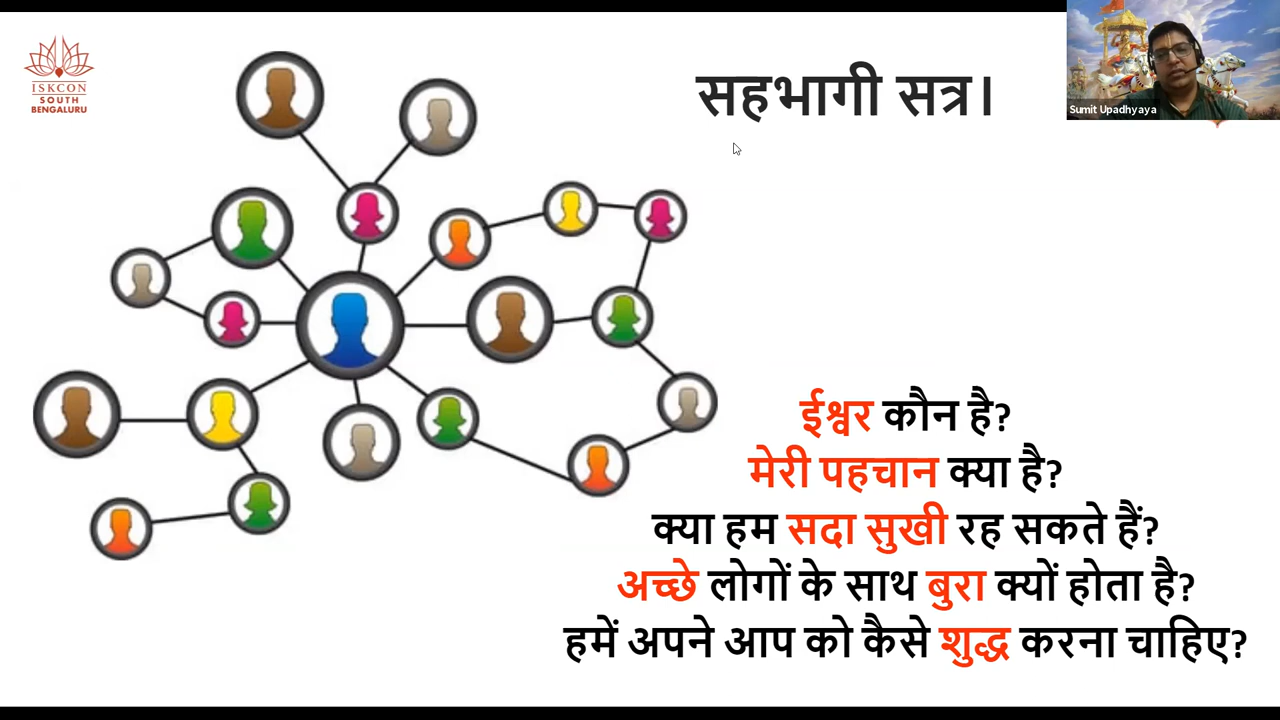 ISKCON
SOUTH
BENGALURU
सहभागी सत्र।
Sumit Upadhyaya
ईश्वर कौन है?
मेरी पहचान क्या है?
क्या हम सदा सुखी रह सकते हैं?
अच्छे लोगों के साथ बुरा क्यों होता है?
हमें अपने आप को कैसे शुद्ध करना चाहिए?